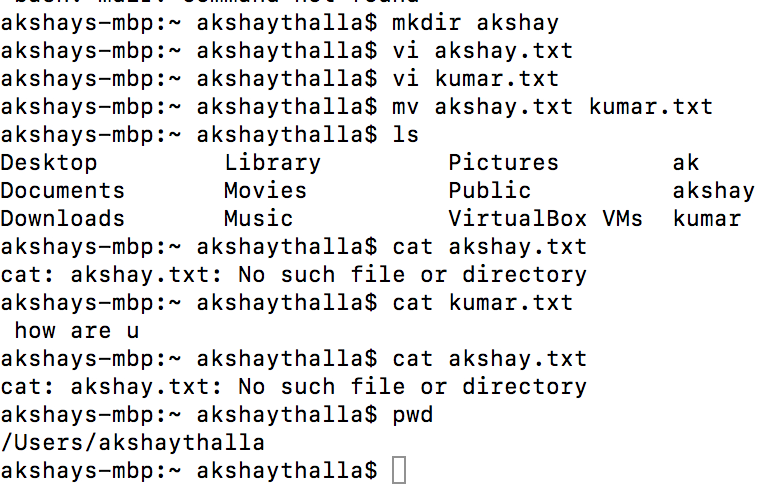 akshays-mbp:~ akshaythalla$ mkdir akshay
akshays-mbp:~ akshaythalla$ vi akshay.txt
akshays-mbp:~ akshaythalla$ vi kumar.txt
akshays-mbp:~ akshaythalla$ mv akshay.txt kumar.txt
akshays-mbp:~ akshaythalla$ ls
Desktop Library Pictures ak
Documents Movies Public akshay
Downloads Music VirtualBox VMs kumar
akshays-mbp:~ akshaythalla$ cat akshay.txt
cat: akshay.txt: No such file or directory
akshays-mbp:~ akshaythalla$ cat kumar.txt
how are u
akshays-mbp:~ akshaythalla$ cat akshay.txt
cat: akshay.txt: No such file or directory
akshays-mbp:~ akshaythalla$ pwd
/Users/akshaythalla
akshays-mbp:~ akshaythalla$